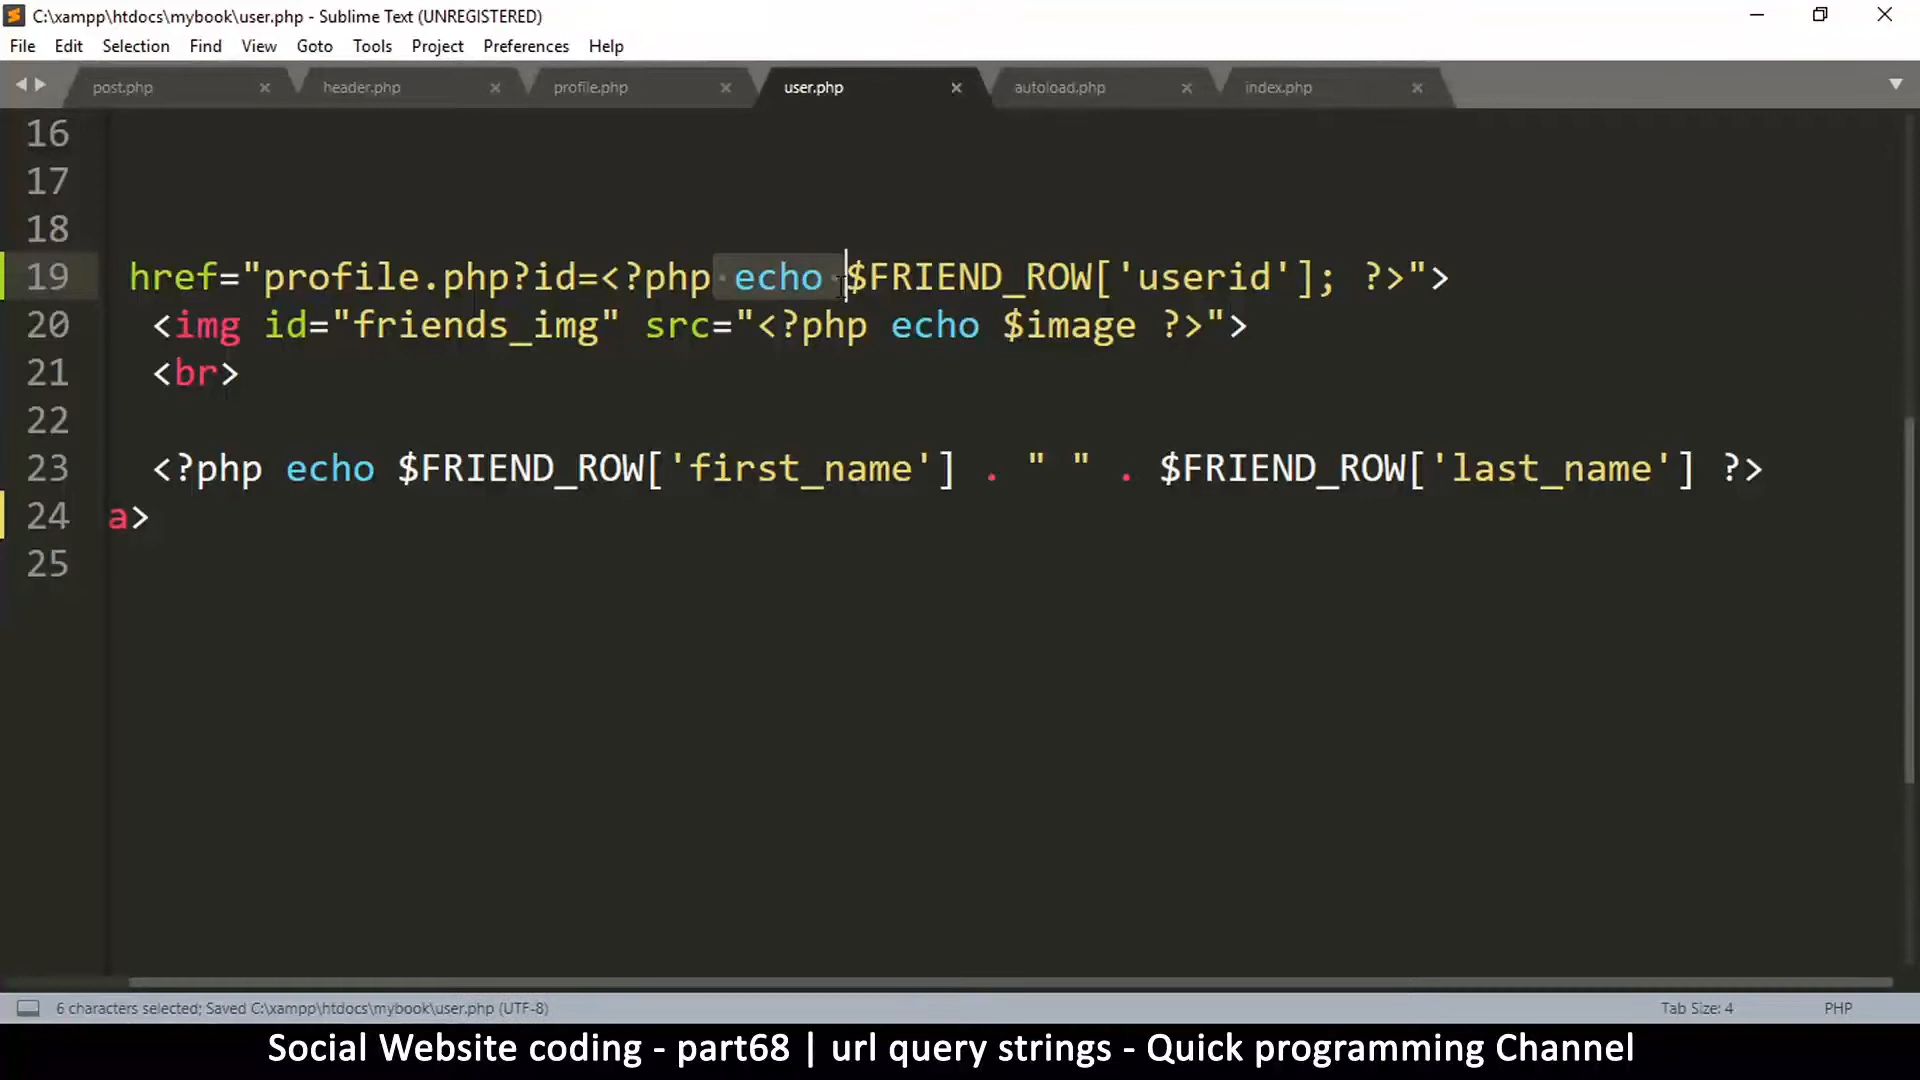 C:\xampp\htdocs\mybook\user.php - Sublime Text (UNREGISTERED)
File Edit Selection Find View Goto Tools Project Preferences Help
post.php header.php profile.php user.php autoload.php index.php
16
17
18
19 href="profile.php?id=<?php echo $FRIEND_ROW['userid']; ?>">
20 <img id="friends_img" src="<?php echo $image ?>">
21 <br>
22
23 <?php echo $FRIEND_ROW['first_name'] . " " . $FRIEND_ROW['last_name'] ?>
24 a>
25
6 characters selected; Saved C:\xampp\htdocs\mybook\user.php (UTF-8) Tab Size: 4 PHP
Social Website coding - part68 | url query strings - Quick programming Channel